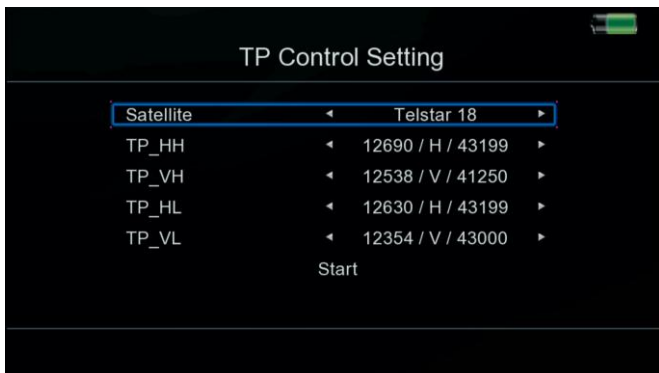 TP Control Setting
Satellite Telstar 18
TP_HH 12690 / H / 43199
TP_VH 12538 / V / 41250
TP_HL 12630 / H / 43199
TP_VL 12354 / V / 43000
Start